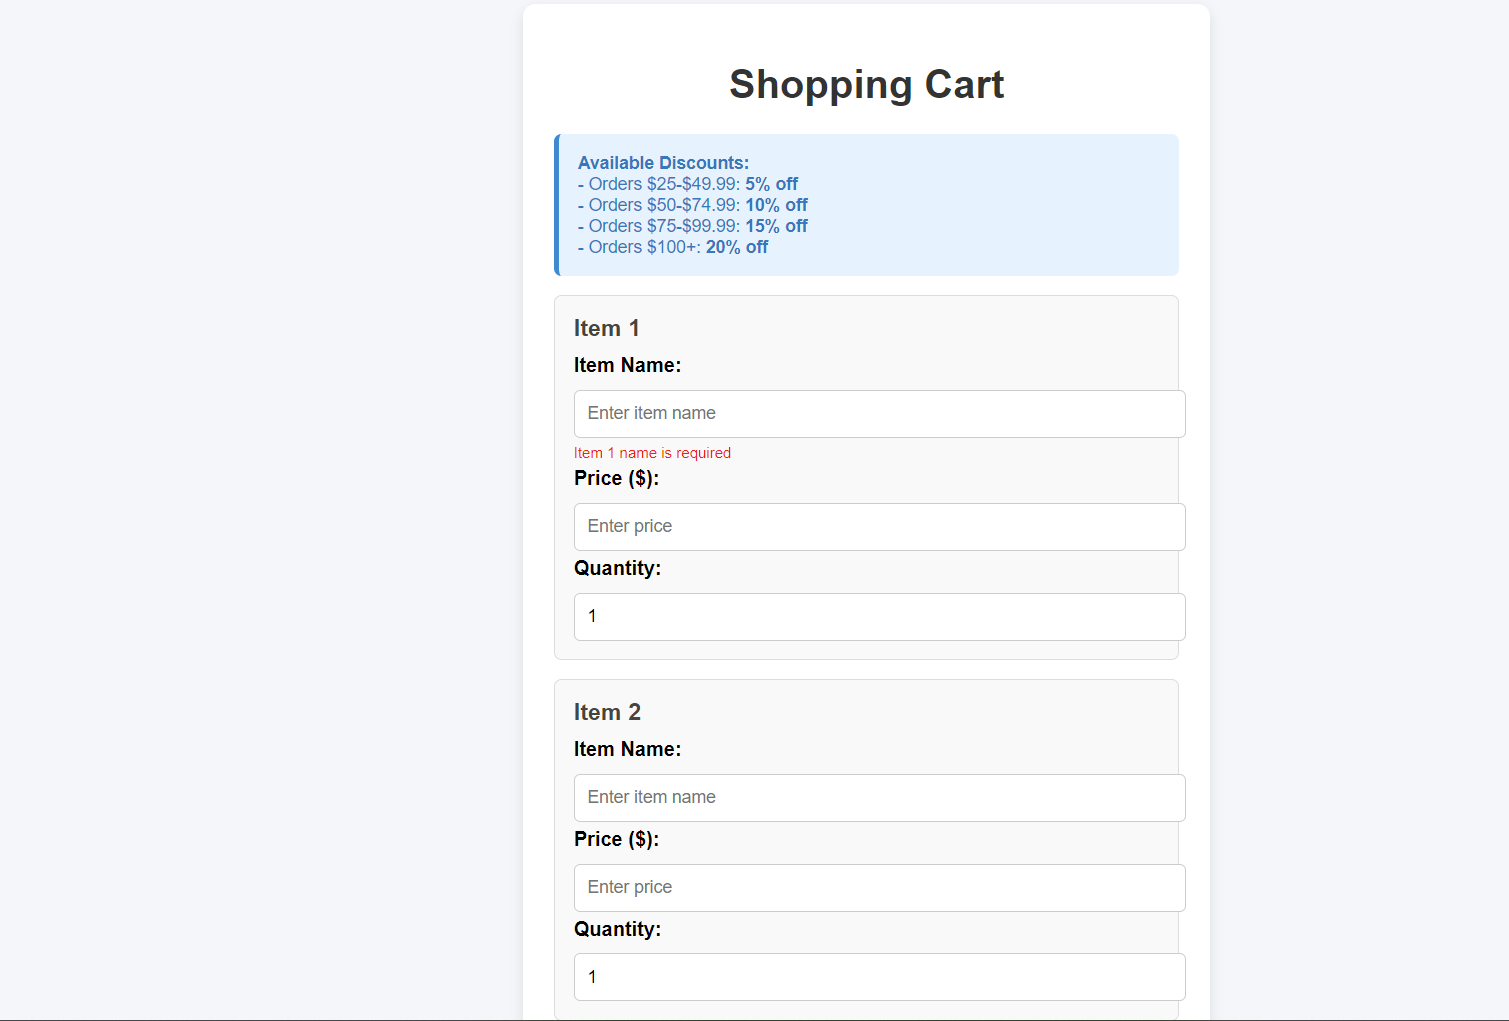 Shopping Cart
Available Discounts:
- Orders $25-$49.99: 5% off
- Orders $50-$74.99: 10% off
- Orders $75-$99.99: 15% off
- Orders $100+: 20% off
Item 1
Item Name:
Enter item name
Item 1 name is required
Price ($):
Enter price
Quantity:
1
Item 2
Item Name:
Enter item name
Price ($):
Enter price
Quantity:
1